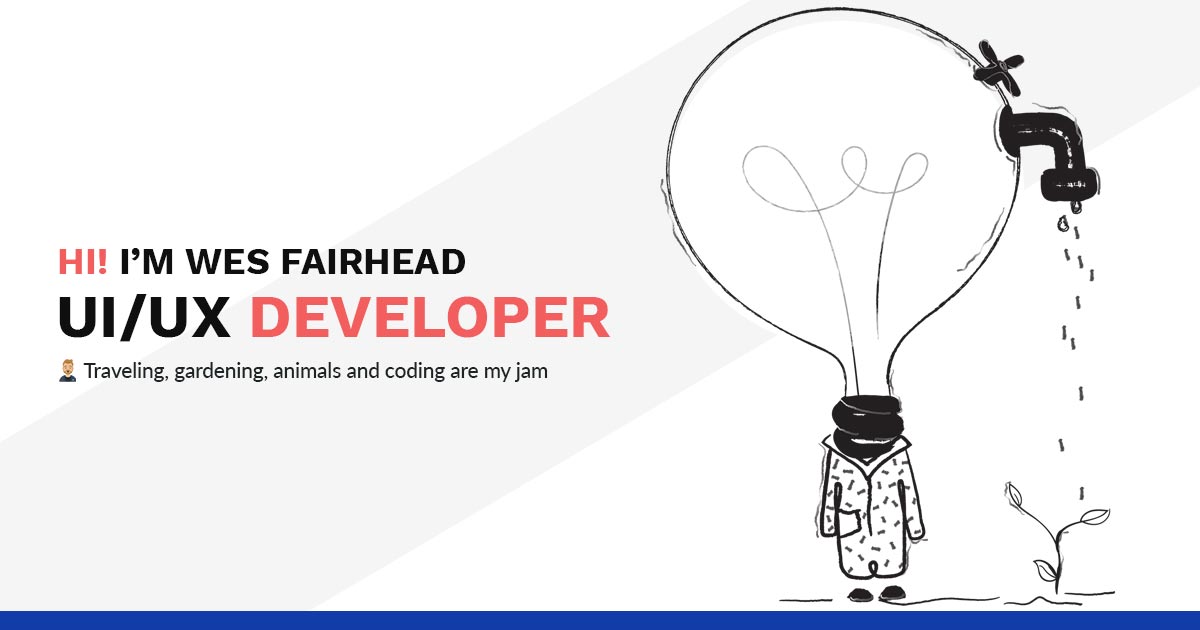 HI! I’M WES FAIRHEAD
UI/UX DEVELOPER
Traveling, gardening, animals and coding are my jam